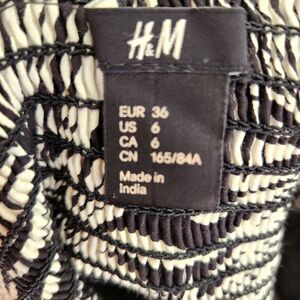 H&M
EUR 36
US 6
CA 6
CN 165/84A
Made in
India